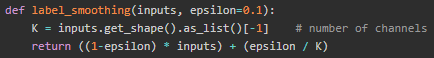 def label_smoothing(inputs, epsilon=0.1):
    K = inputs.get_shape().as_list()[-1]    # number of channels
    return ((1-epsilon) * inputs) + (epsilon / K)